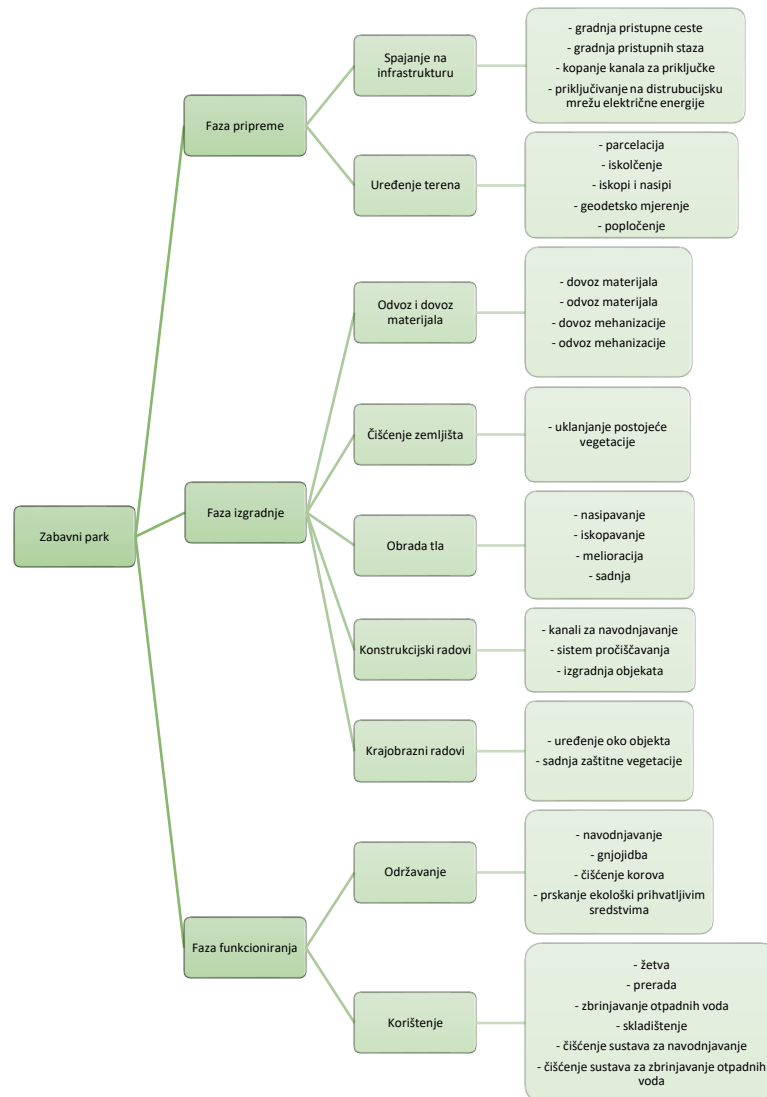 Zabavni park
Faza pripreme
Spajanje na
infrastrukturu
- gradnja pristupne ceste
- gradnja pristupnih staza
- kopanje kanala za priključke
- priključivanje na distrubucijsku
mrežu električne energije
Uređenje terena
- parcelacija
- iskolčenje
- iskopi i nasipi
- geodetsko mjerenje
- popločenje
Faza izgradnje
Odvoz i dovoz
materijala
- dovoz materijala
- odvoz materijala
- dovoz mehanizacije
- odvoz mehanizacije
Čišćenje zemljišta
- uklanjanje postojeće
vegetacije
Obrada tla
- nasipavanje
- iskopavanje
- melioracija
- sadnja
Konstrukcijski radovi
- kanali za navodnjavanje
- sistem pročiščavanja
- izgradnja objekata
Krajobrazni radovi
- uređenje oko objekta
- sadnja zaštitne vegetacije
Faza funkcioniranja
Održavanje
- navodnjavanje
- gnjojidba
- čišćenje korova
- prskanje ekološki prihvatljivim
sredstvima
Korištenje
- žetva
- prerada
- zbrinjavanje otpadnih voda
- skladištenje
- čišćenje sustava za navodnjavanje
- čišćenje sustava za zbrinjavanje otpadnih
voda